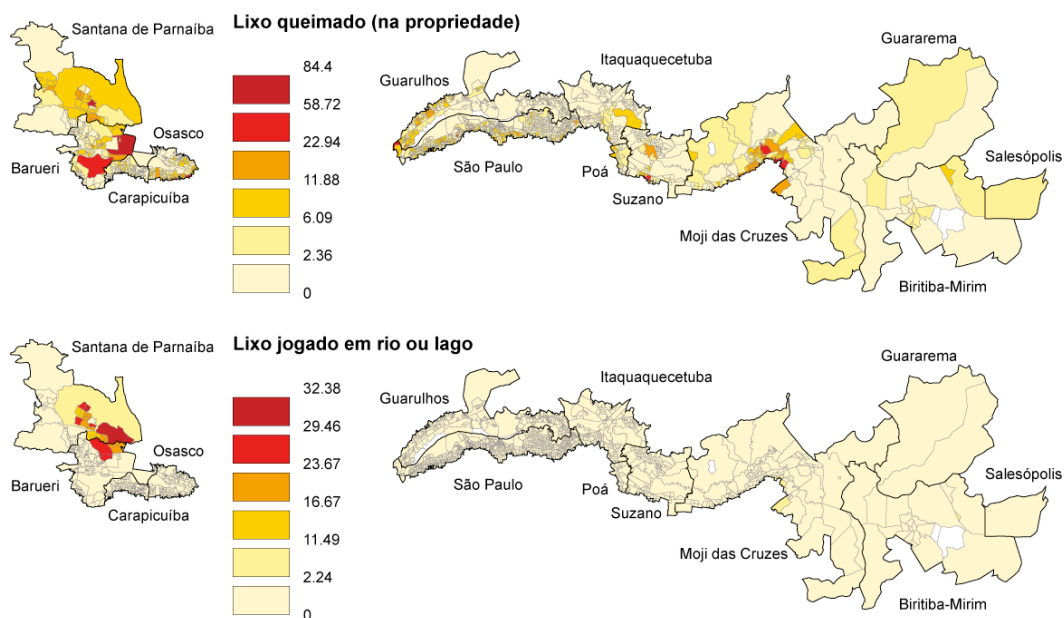 Lixo queimado (na propriedade)
Santana de Parnaíba
Osasco
Barueri
Carapicuíba
84.4
58.72
22.94
11.88
6.09
2.36
0
Guararema
Itaquaquecetuba
Guarulhos
Salesópolis
São Paulo
Poá
Suzano
Moji das Cruzes
Biritiba-Mirim
Lixo jogado em rio ou lago
Santana de Parnaíba
Osasco
Barueri
Carapicuíba
32.38
29.46
23.67
16.67
11.49
2.24
0
Guararema
Itaquaquecetuba
Guarulhos
Salesópolis
São Paulo
Poá
Suzano
Moji das Cruzes
Biritiba-Mirim